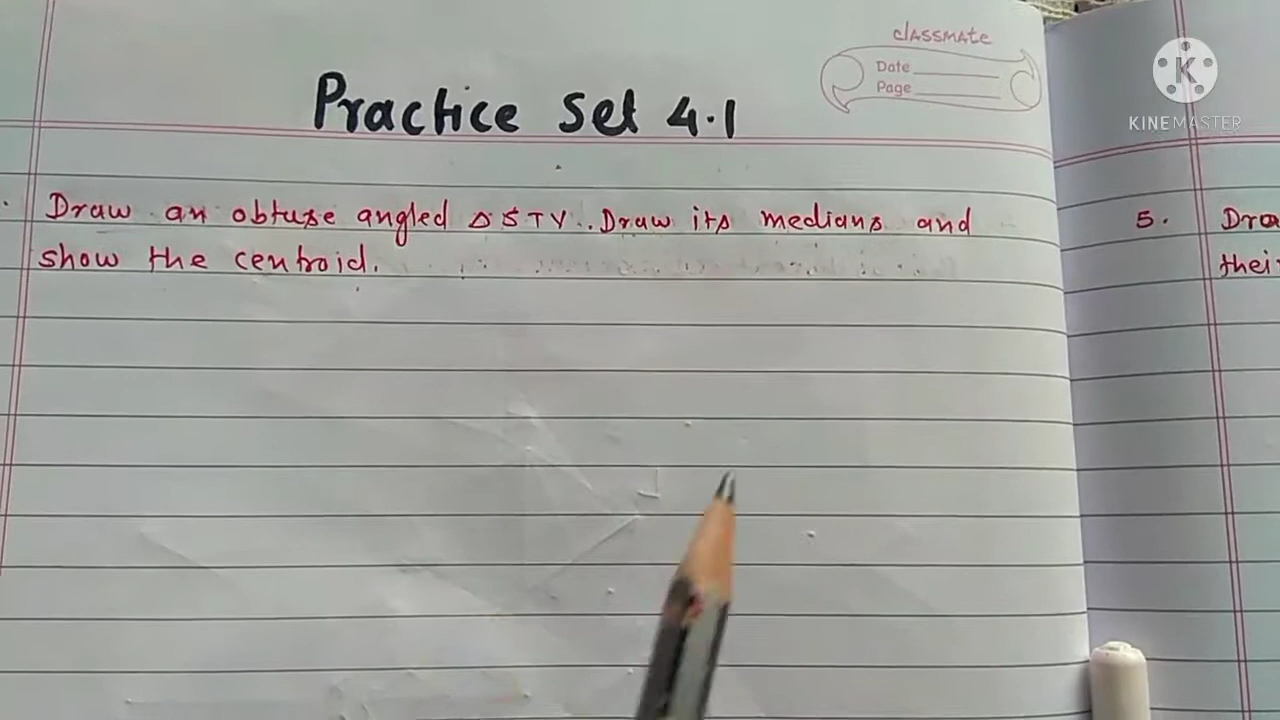 classmate
Date
Page
K
KINEMASTER
Practice Set 4.1
Draw an obtuse angled △STV. Draw its medians and
show the centroid.
5. Dra
thei